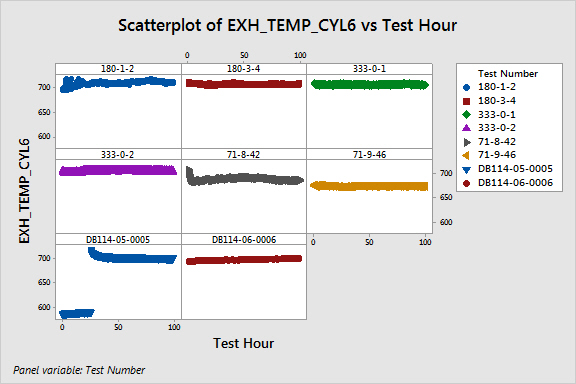 Scatterplot of EXH_TEMP_CYL6 vs Test Hour
0 50 100
180-1-2 180-3-4 333-0-1
700
650
600
333-0-2 71-8-42 71-9-46
700
650
600
DB114-05-0005 DB114-06-0006
0 50 100
700
650
600
0 50 100
EXH_TEMP_CYL6
Test Hour
Test Number
180-1-2
180-3-4
333-0-1
333-0-2
71-8-42
71-9-46
DB114-05-0005
DB114-06-0006
Panel variable: Test Number